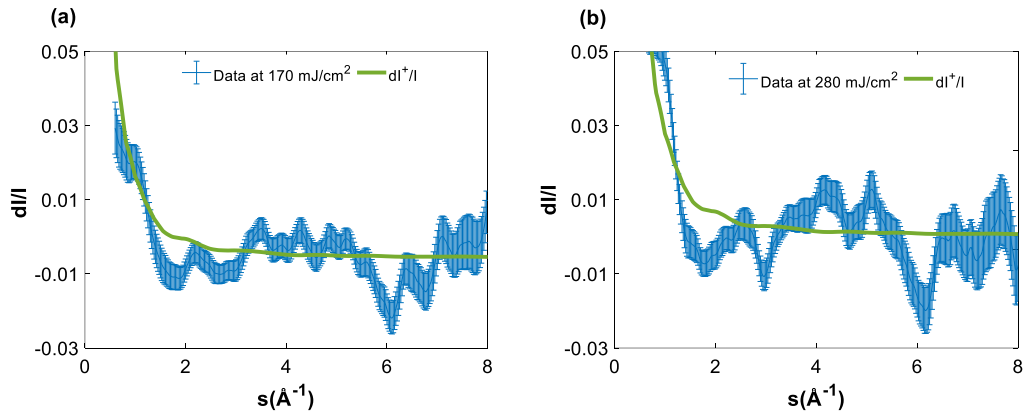 (a)
0.05
0.03
0.01
-0.01
-0.03
0
2
4
6
8
dI/I
s(Å⁻¹)
Data at 170 mJ/cm²
dI⁺/I
(b)
0.05
0.03
0.01
-0.01
-0.03
0
2
4
6
8
dI/I
s(Å⁻¹)
Data at 280 mJ/cm²
dI⁺/I